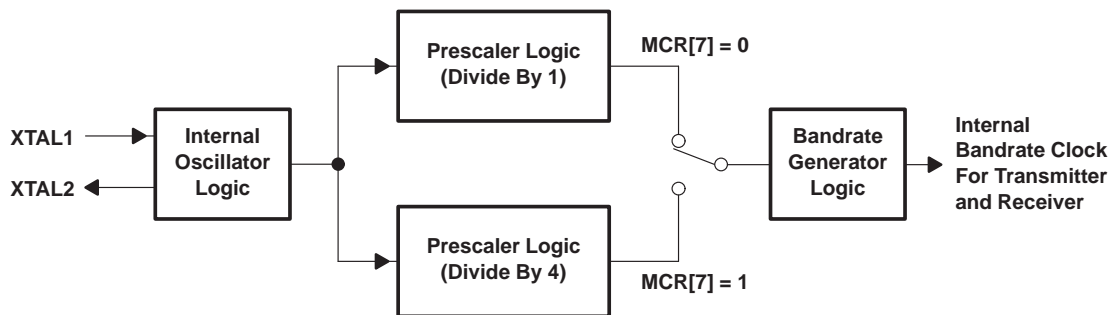 Prescaler Logic
(Divide By 1)
MCR[7] = 0
XTAL1
XTAL2
Internal
Oscillator
Logic
Bandrate
Generator
Logic
Internal
Bandrate Clock
For Transmitter
and Receiver
Prescaler Logic
(Divide By 4)
MCR[7] = 1